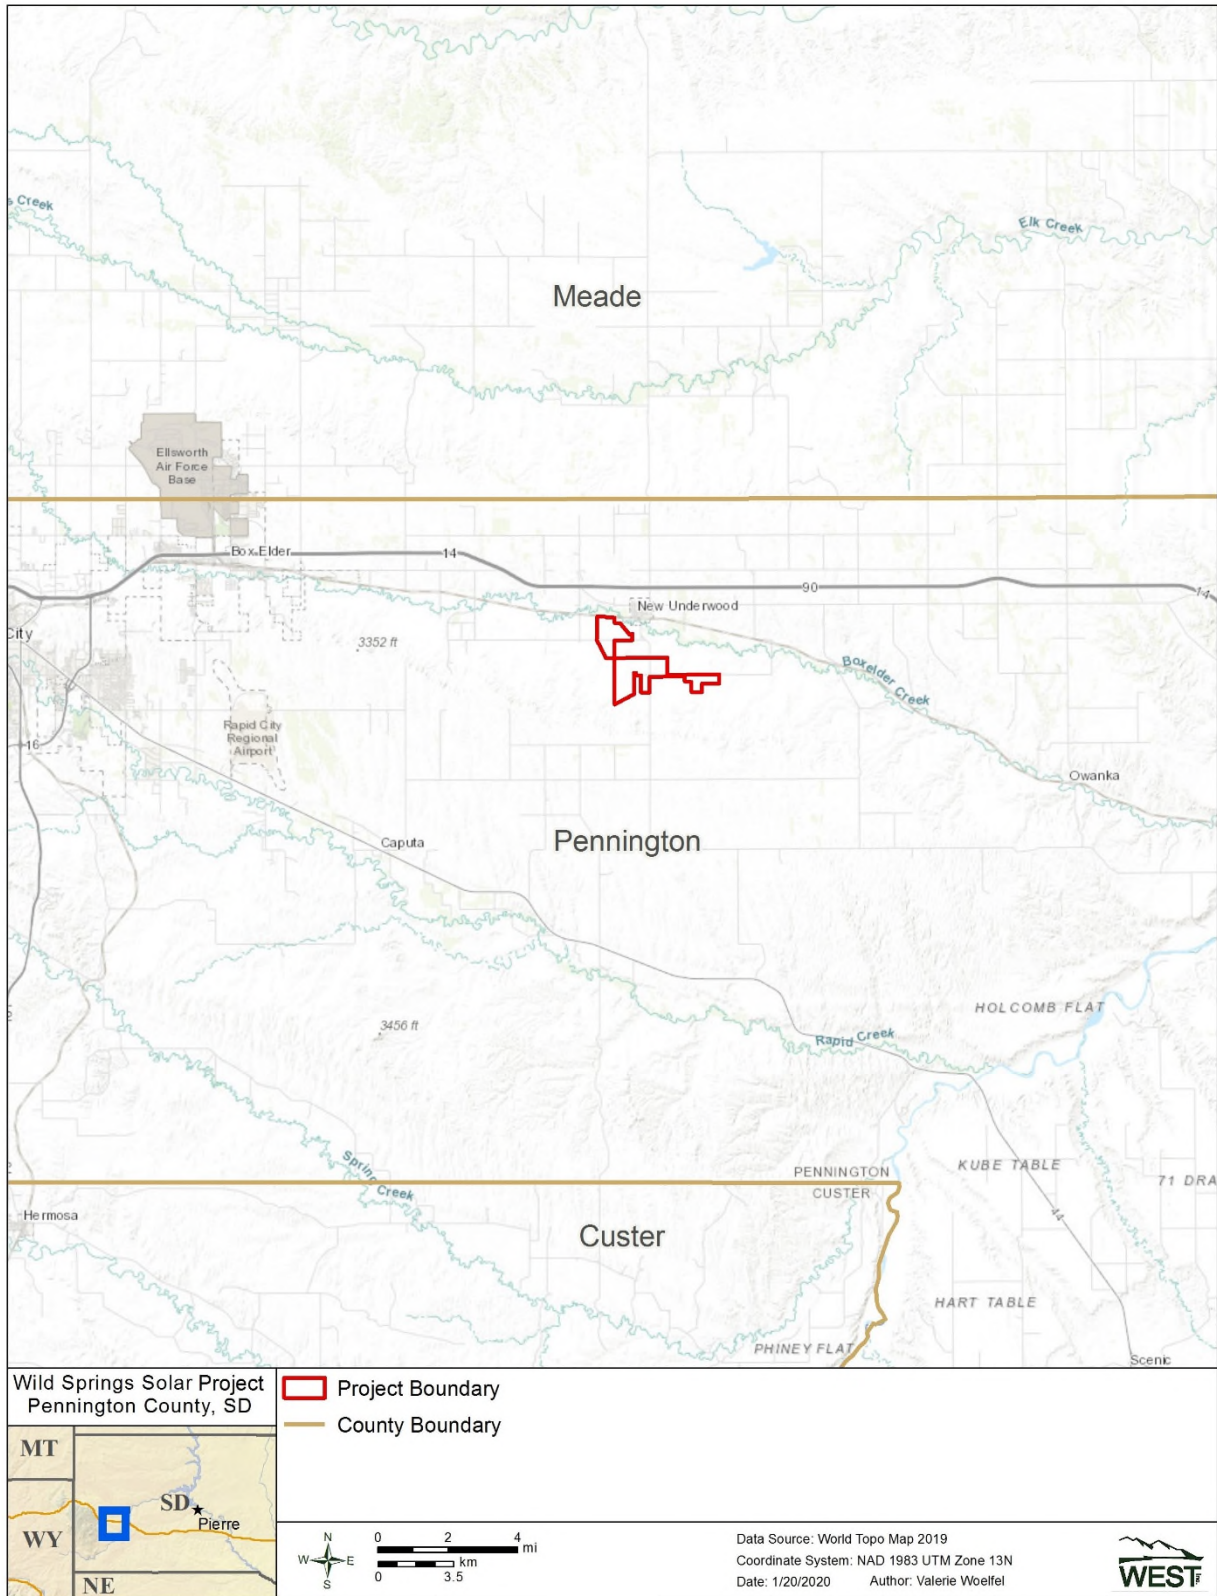 s Creek
Elk Creek
Meade
Ellsworth
Air Force
Base
Box Elder
14
90
14
New Underwood
City
3352 ft
Boxelder Creek
Rapid City
Regional
Airport
16
Owanka
Caputa
Pennington
HOLCOMB FLAT
3456 ft
Rapid Creek
Spring Creek
PENNINGTON
CUSTER
KUBE TABLE
71 DRA
Hermosa
44
Custer
HART TABLE
PHINEY FLAT
Scenic
Wild Springs Solar Project
Pennington County, SD
Project Boundary
County Boundary
MT
SD
Pierre
WY
NE
N
W E
S
0 2 4
mi
km
0 3.5
Data Source: World Topo Map 2019
Coordinate System: NAD 1983 UTM Zone 13N
Date: 1/20/2020 Author: Valerie Woelfel
WEST Inc